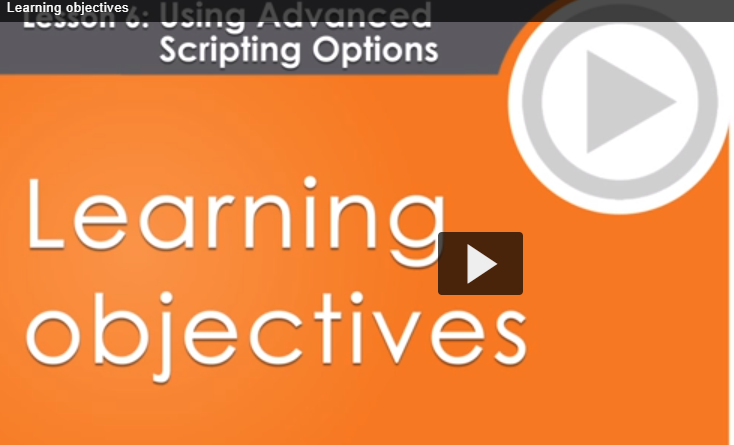 Learning objectives
Lesson 6: Using Advanced
Scripting Options
Learning
objectives